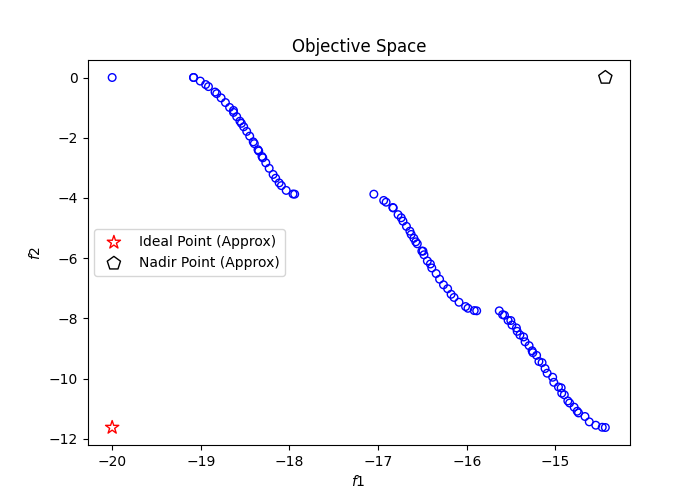 Objective Space
0
−2
−4
−6
−8
−10
−12
f2
Ideal Point (Approx)
Nadir Point (Approx)
−20
−19
−18
−17
−16
−15
f1